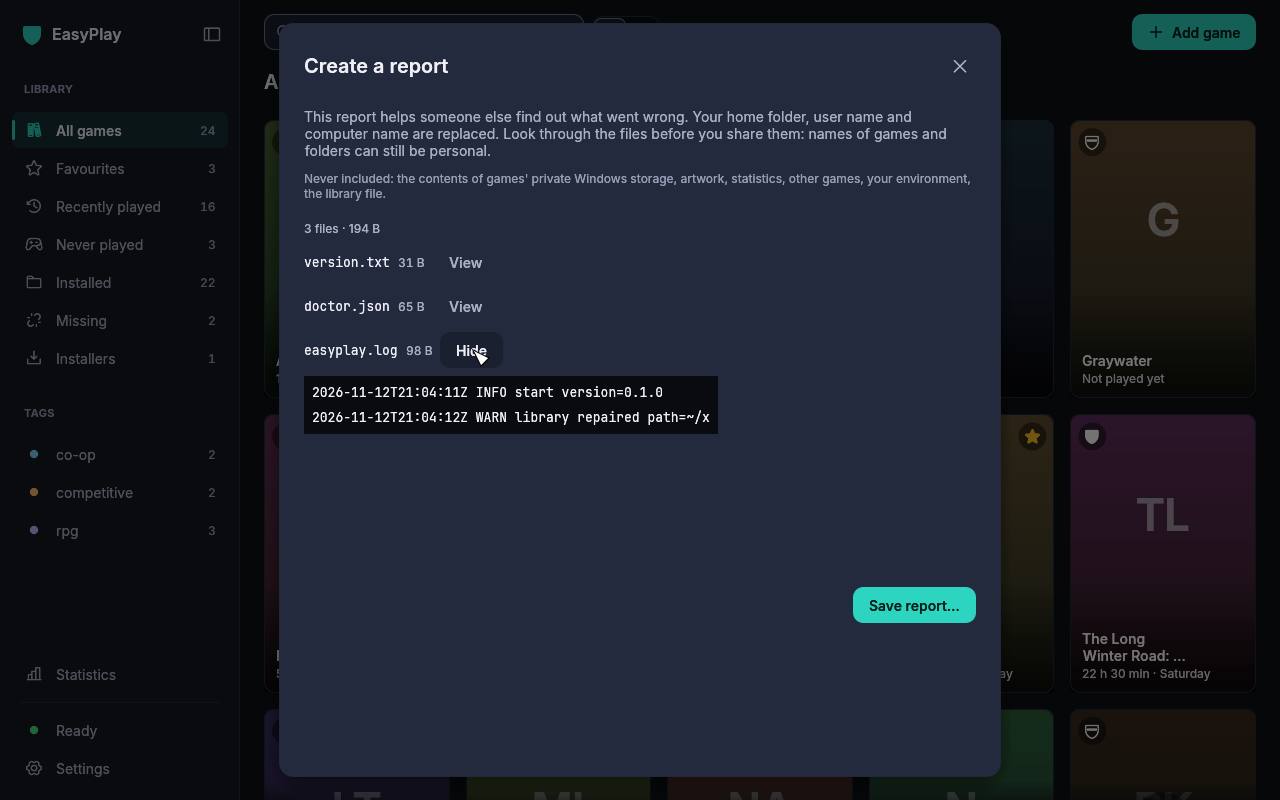 EasyPlay
Add game
LIBRARY
All games 24
Favourites 3
Recently played 16
Never played 3
Installed 22
Missing 2
Installers 1
TAGS
co-op 2
competitive 2
rpg 3
Statistics
Ready
Settings
Create a report
This report helps someone else find out what went wrong. Your home folder, user name and
computer name are replaced. Look through the files before you share them: names of games and
folders can still be personal.
Never included: the contents of games' private Windows storage, artwork, statistics, other games, your environment,
the library file.
3 files · 194 B
version.txt 31 B View
doctor.json 65 B View
easyplay.log 98 B Hide
2026-11-12T21:04:11Z INFO start version=0.1.0
2026-11-12T21:04:12Z WARN library repaired path=~/x
Save report...
G
Graywater
Not played yet
TL
The Long
Winter Road: ...
22 h 30 min · Saturday